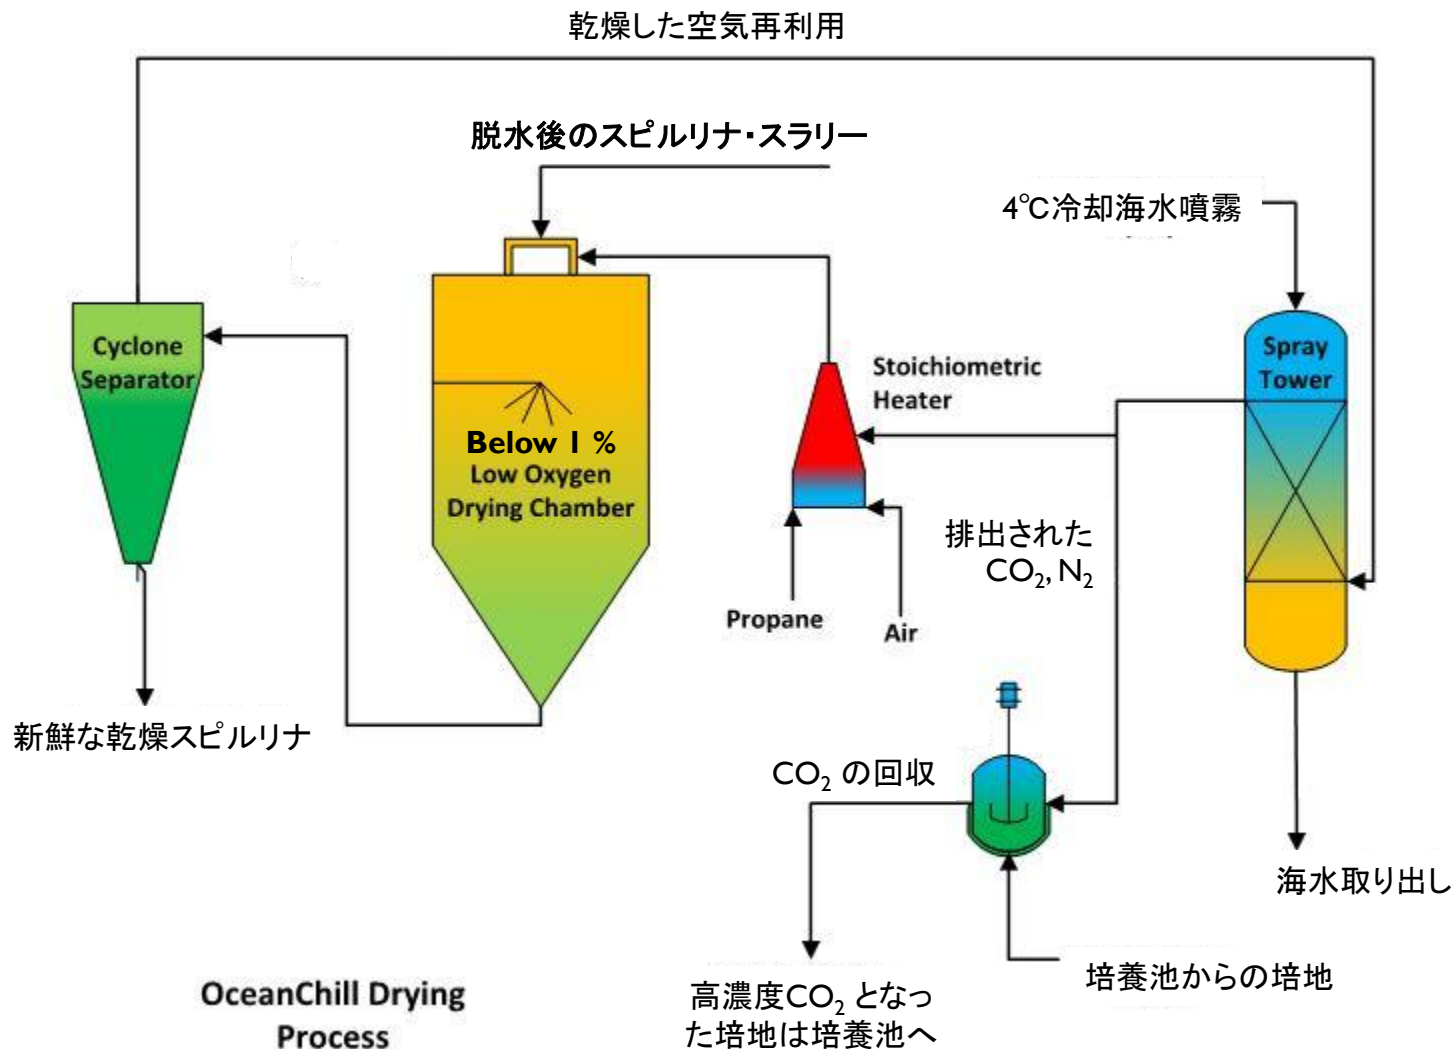 乾燥した空気再利用
脱水後のスピルリナ・スラリー
4℃冷却海水噴霧
Cyclone
Separator
Spray
Tower
Stoichiometric
Heater
Below 1 %
Low Oxygen
Drying Chamber
排出された
CO₂, N₂
Propane
Air
新鮮な乾燥スピルリナ
CO₂ の回収
海水取り出し
培養池からの培地
高濃度CO₂ となっ
た培地は培養池へ
OceanChill Drying
Process